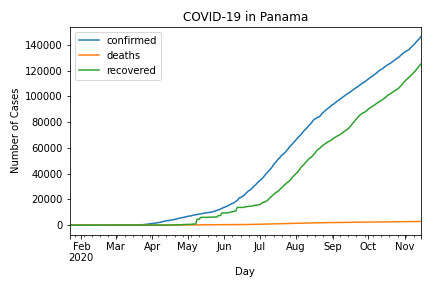 COVID-19 in Panama
confirmed
deaths
recovered
Number of Cases
140000
120000
100000
80000
60000
40000
20000
0
Feb Mar Apr May Jun Jul Aug Sep Oct Nov
2020
Day